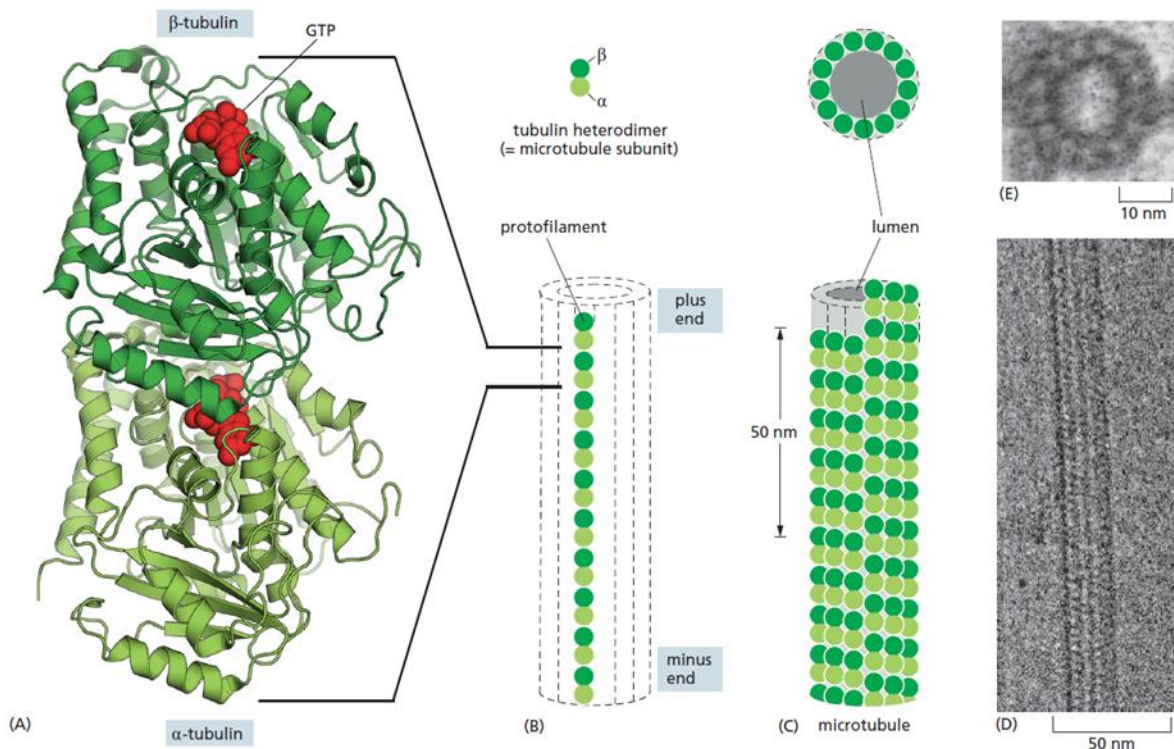 β-tubulin
GTP
α-tubulin
(A)
β
α
tubulin heterodimer
(= microtubule subunit)
protofilament
plus
end
minus
end
(B)
lumen
50 nm
(C)
microtubule
(E)
10 nm
(D)
50 nm